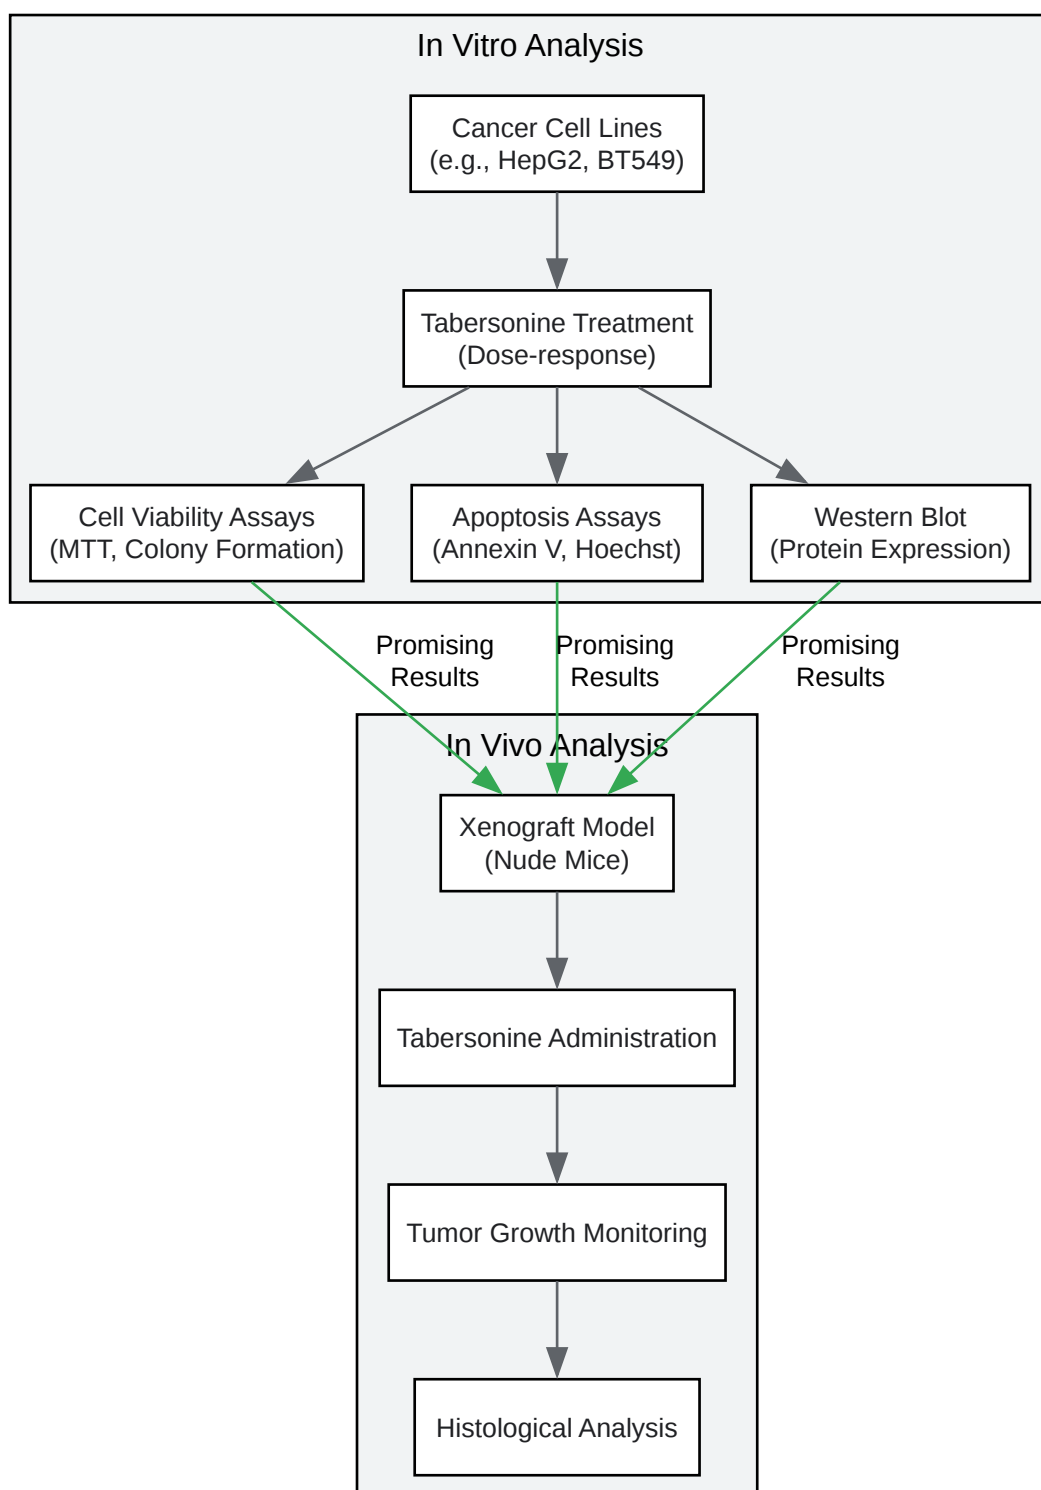 In Vitro Analysis
Cancer Cell Lines
(e.g., HepG2, BT549)
Tabersonine Treatment
(Dose-response)
Cell Viability Assays
(MTT, Colony Formation)
Apoptosis Assays
(Annexin V, Hoechst)
Western Blot
(Protein Expression)
Promising
Results
Promising
Results
Promising
Results
In Vivo Analysis
Xenograft Model
(Nude Mice)
Tabersonine Administration
Tumor Growth Monitoring
Histological Analysis